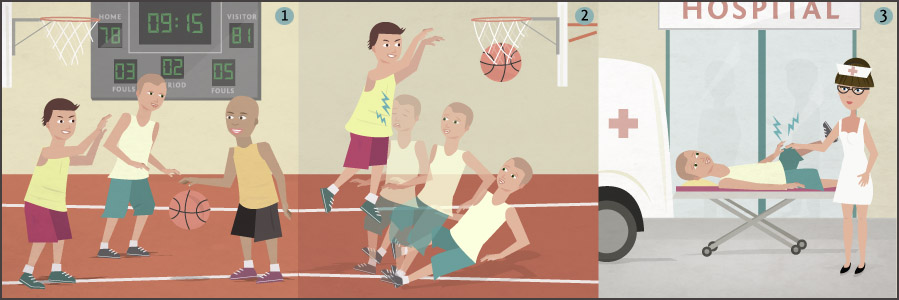 1
HOME
09:15
VISITOR
78
81
03
02
05
FOULS
PERIOD
FOULS
2
3
HOSPITAL